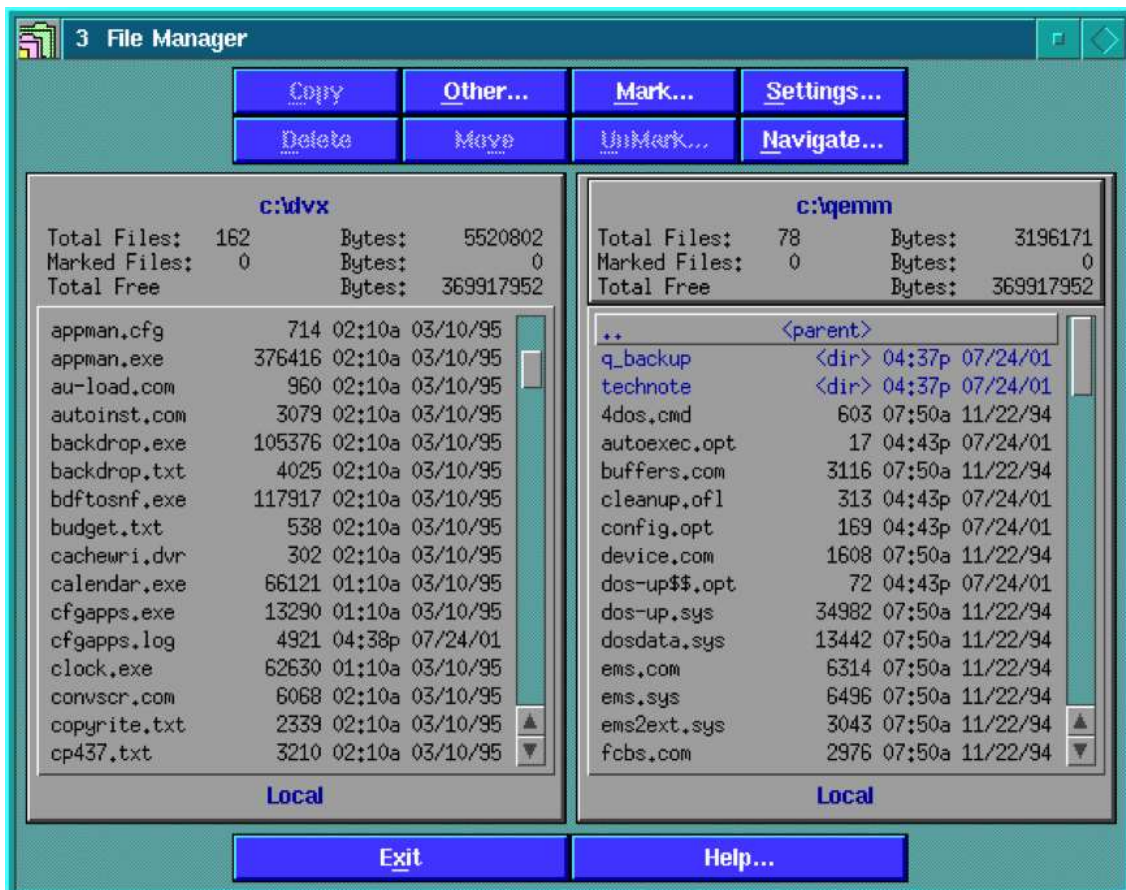 3 File Manager
Copy Other... Mark... Settings...
Delete Move UnMark... Navigate...
c:\dvx
Total Files: 162 Bytes: 5520802
Marked Files: 0 Bytes: 0
Total Free Bytes: 369917952
appman.cfg 714 02:10a 03/10/95
appman.exe 376416 02:10a 03/10/95
au-load.com 960 02:10a 03/10/95
autoinst.com 3079 02:10a 03/10/95
backdrop.exe 105376 02:10a 03/10/95
backdrop.txt 4025 02:10a 03/10/95
bdftosnf.exe 117917 02:10a 03/10/95
budget.txt 538 02:10a 03/10/95
cachewri.dvr 302 02:10a 03/10/95
calendar.exe 66121 01:10a 03/10/95
cfgapps.exe 13290 01:10a 03/10/95
cfgapps.log 4921 04:38p 07/24/01
clock.exe 62630 01:10a 03/10/95
convscr.com 6068 02:10a 03/10/95
copyrite.txt 2339 02:10a 03/10/95
cp437.txt 3210 02:10a 03/10/95
Local
c:\qemm
Total Files: 78 Bytes: 3196171
Marked Files: 0 Bytes: 0
Total Free Bytes: 369917952
.. <parent>
q_backup <dir> 04:37p 07/24/01
technote <dir> 04:37p 07/24/01
4dos.cmd 603 07:50a 11/22/94
autoexec.opt 17 04:43p 07/24/01
buffers.com 3116 07:50a 11/22/94
cleanup.ofl 313 04:43p 07/24/01
config.opt 169 04:43p 07/24/01
device.com 1608 07:50a 11/22/94
dos-up$$.opt 72 04:43p 07/24/01
dos-up.sys 34982 07:50a 11/22/94
dosdata.sys 13442 07:50a 11/22/94
ems.com 6314 07:50a 11/22/94
ems.sys 6496 07:50a 11/22/94
ems2ext.sys 3043 07:50a 11/22/94
fcbs.com 2976 07:50a 11/22/94
Local
Exit Help...